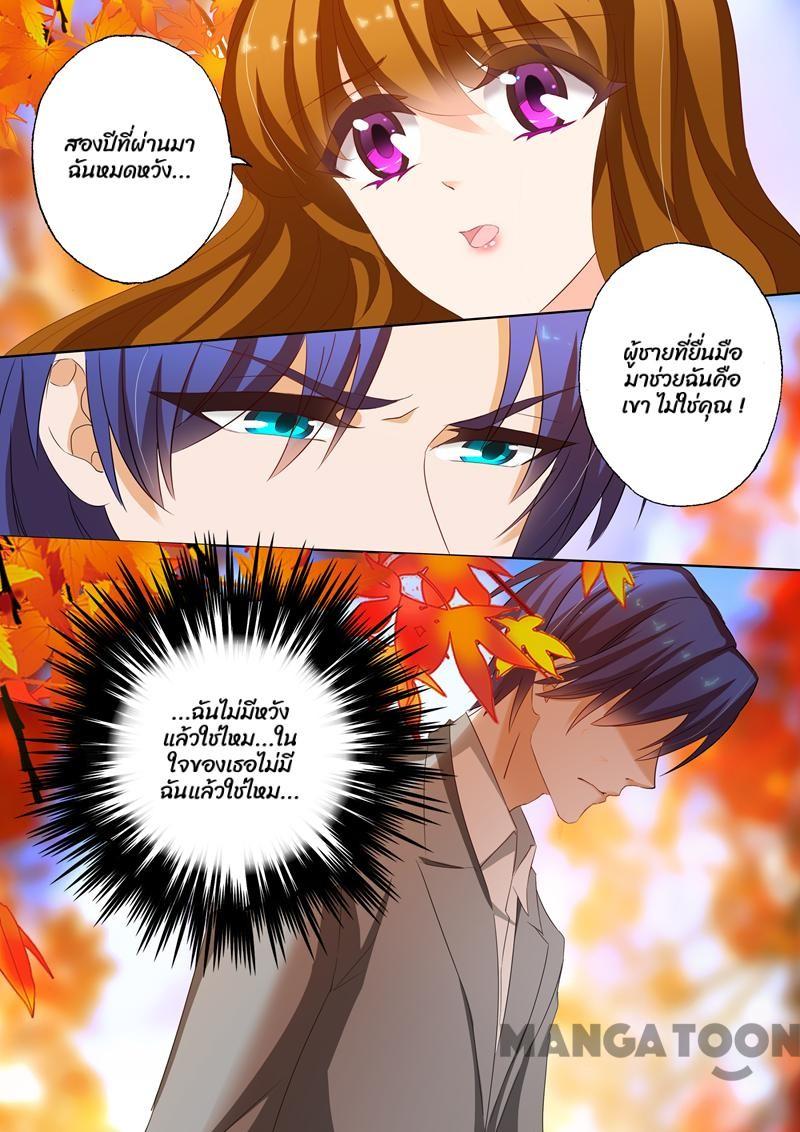 สองปีที่ผ่านมา
ฉันหมดหวัง...
ผู้ชายที่ยื่นมือ
มาช่วยฉันคือ
เขา ไม่ใช่คุณ !
...ฉันไม่มีหวัง
แล้วใช่ไหม...ใน
ใจของเธอไม่มี
ฉันแล้วใช่ไหม...
MANGATOON